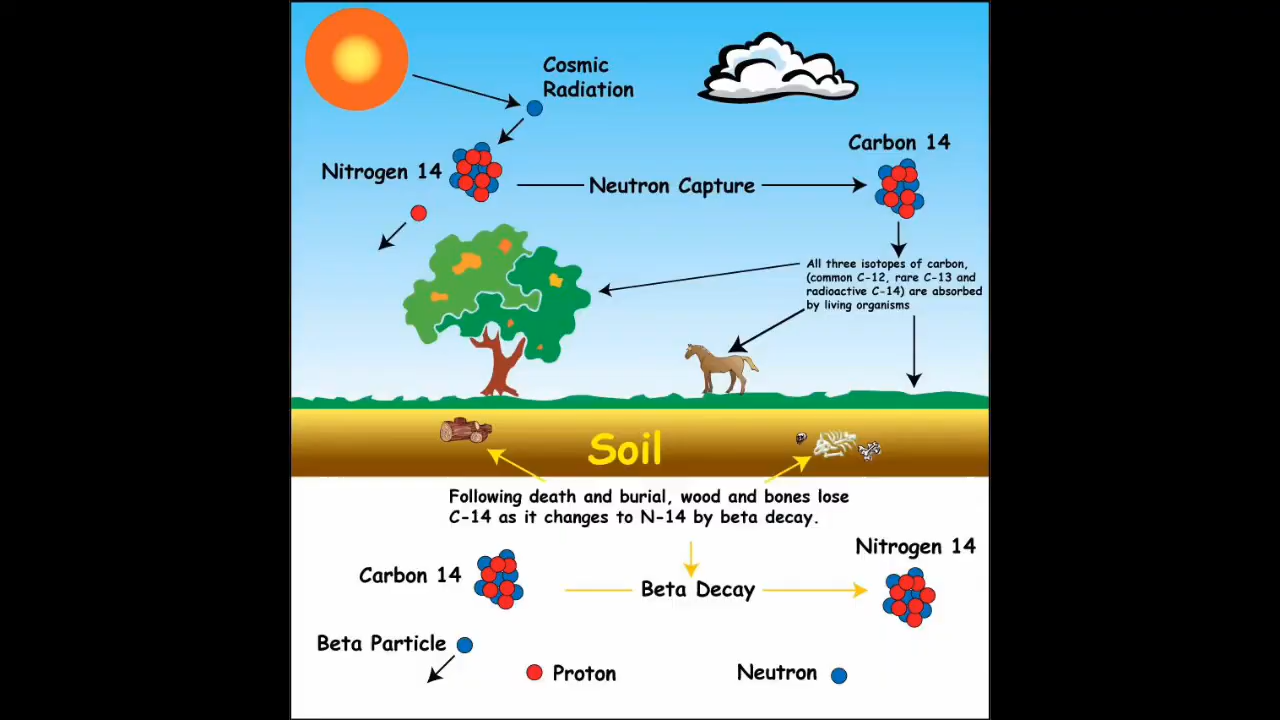 Cosmic
Radiation
Carbon 14
Nitrogen 14
Neutron Capture
All three isotopes of carbon,
(common C-12, rare C-13 and
radioactive C-14) are absorbed
by living organisms
Soil
Following death and burial, wood and bones lose
C-14 as it changes to N-14 by beta decay.
Nitrogen 14
Carbon 14
Beta Decay
Beta Particle
Proton
Neutron